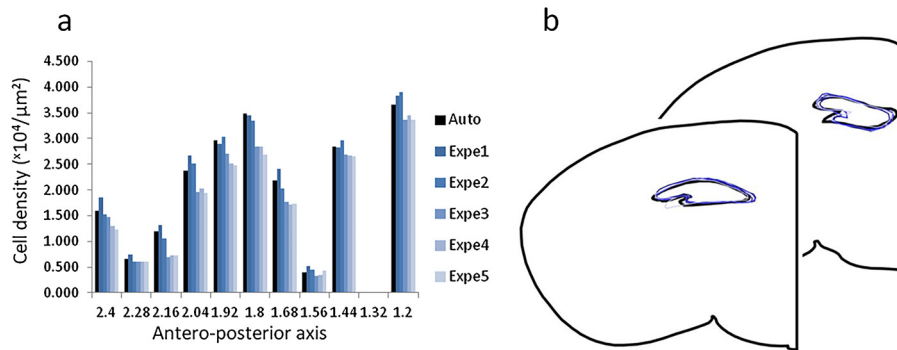 a
b
4.500
4.000
3.500
3.000
2.500
2.000
1.500
1.000
0.500
0.000
Cell density (*10⁴/μm²)
2.4 2.28 2.16 2.04 1.92 1.8 1.68 1.56 1.44 1.32 1.2
Antero-posterior axis
Auto
Expe1
Expe2
Expe3
Expe4
Expe5